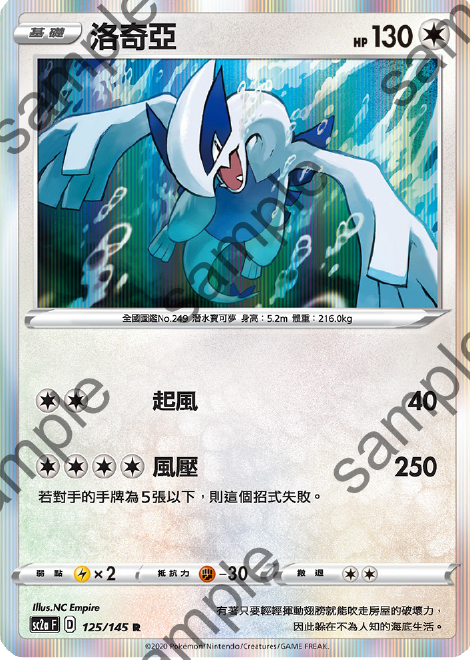 基礎 洛奇亞 HP 130
全國圖鑑No.249 潛水寶可夢 身高：5.2m 體重：216.0kg
起風 40
風壓 250
若對手的手牌為5張以下，則這個招式失敗。
弱點 ×2 抵抗力 -30 撤退
Illus.NC Empire
sc2a F D 125/145 R
有著只要輕輕揮動翅膀就能吹走房屋的破壞力，
因此躲在不為人知的海底生活。
©2020 Pokémon/Nintendo/Creatures/GAME FREAK.
sample
sample
sample
sample
sample
sample
sample